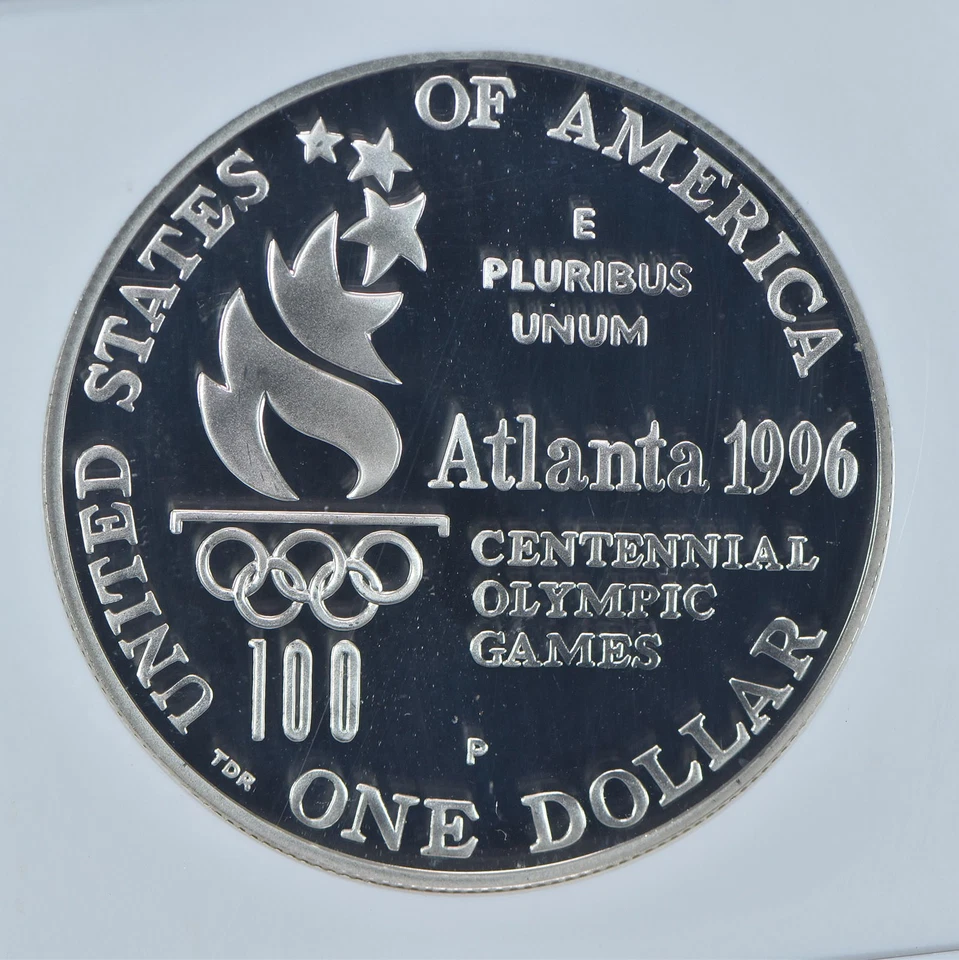 UNITED STATES OF AMERICA
E
PLURIBUS
UNUM
Atlanta 1996
CENTENNIAL
OLYMPIC
GAMES
100
P
TDR
ONE DOLLAR